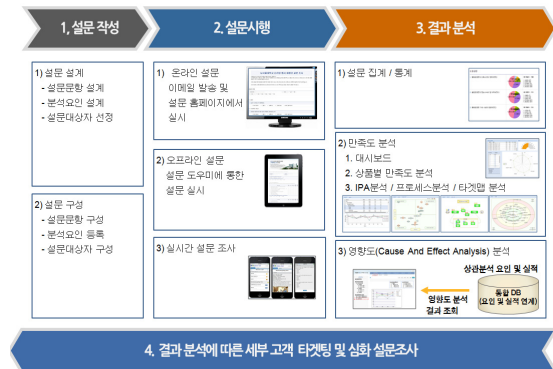 1, 설문 작성
2. 설문시행
3. 결과 분석
1) 설문 설계
- 설문문항 설계
- 분석요인 설계
- 설문대상자 선정
2) 설문 구성
- 설문문항 구성
- 분석요인 등록
- 설문대상자 구성
1) 온라인 설문
이메일 발송 및
설문 홈페이지에서
실시
2) 오프라인 설문
설문 도우미에 통한
설문 실시
3) 실시간 설문 조사
1) 설문 집계 / 통계
2) 만족도 분석
1. 대시보드
2. 상품별 만족도 분석
3. IPA분석 / 프로세스분석 / 타겟맵 분석
3) 영향도(Cause And Effect Analysis) 분석
상관분석 요인 및 실적
통합 DB
(요인 및 실적 연계)
영향도 분석
결과 조회
4. 결과 분석에 따른 세부 고객 타겟팅 및 심화 설문조사